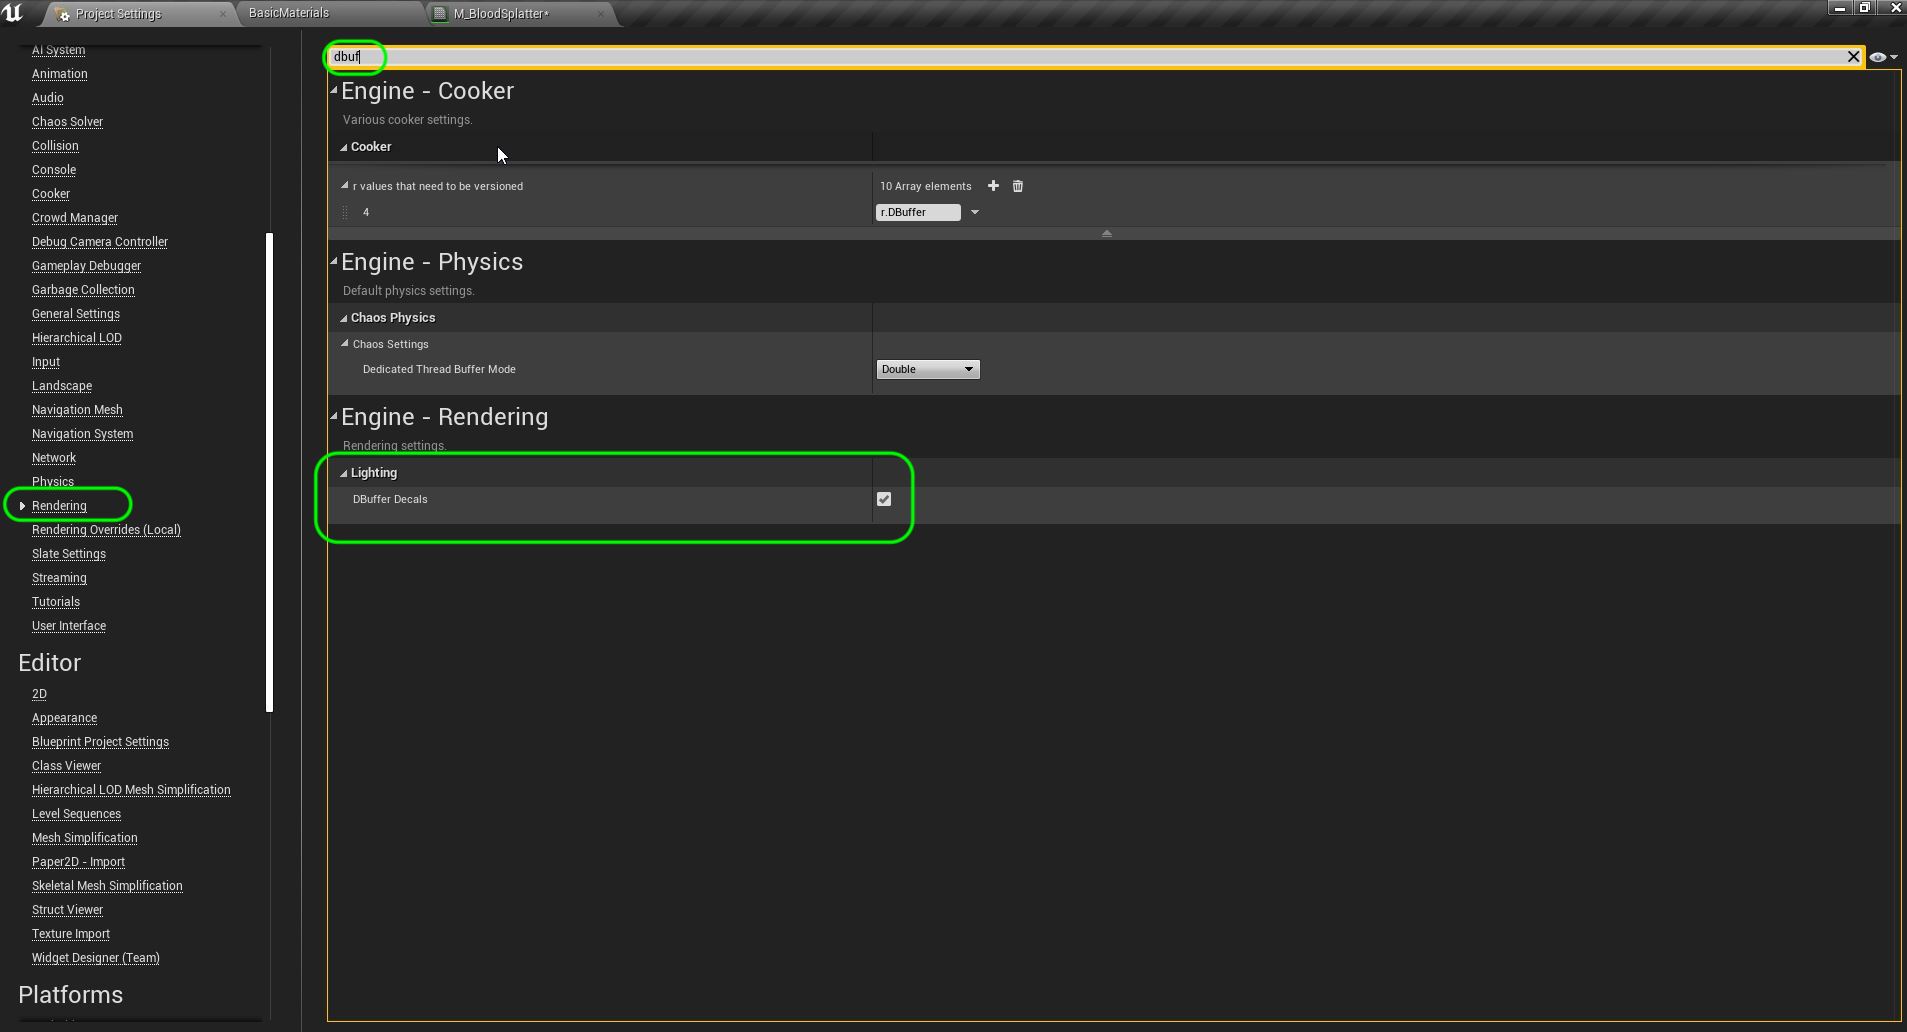 Project Settings
BasicMaterials
M_BloodSplatter*
AI System
Animation
Audio
Chaos Solver
Collision
Console
Cooker
Crowd Manager
Debug Camera Controller
Gameplay Debugger
Garbage Collection
General Settings
Hierarchical LOD
Input
Landscape
Navigation Mesh
Navigation System
Network
Physics
Rendering
Rendering Overrides (Local)
Slate Settings
Streaming
Tutorials
User Interface
Editor
2D
Appearance
Blueprint Project Settings
Class Viewer
Hierarchical LOD Mesh Simplification
Level Sequences
Mesh Simplification
Paper2D - Import
Skeletal Mesh Simplification
Struct Viewer
Texture Import
Widget Designer (Team)
Platforms
dbuf
Engine - Cooker
Various cooker settings.
Cooker
r values that need to be versioned 10 Array elements
4 r.DBuffer
Engine - Physics
Default physics settings.
Chaos Physics
Chaos Settings
Dedicated Thread Buffer Mode Double
Engine - Rendering
Rendering settings.
Lighting
DBuffer Decals